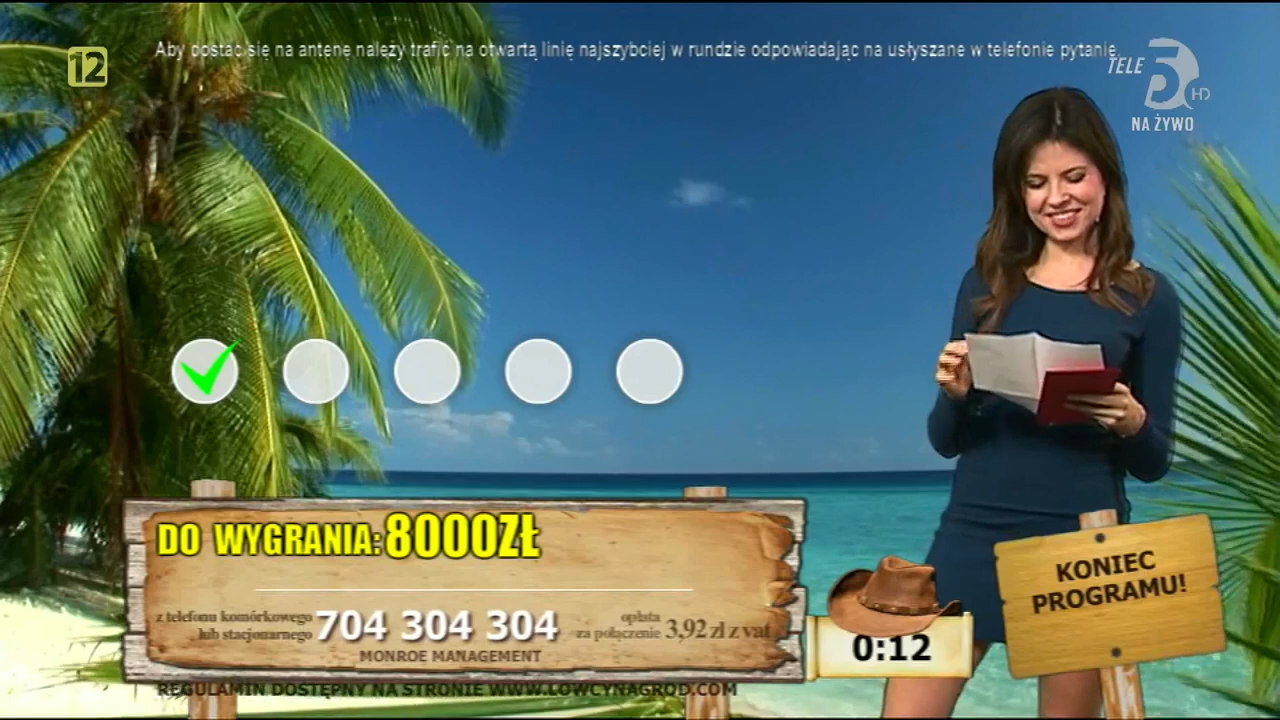 Aby dostać się na antenę należy trafić na otwartą linię najszybciej w rundzie odpowiadając na usłyszane w telefonie pytanie.
12
TELE 5 HD
NA ŻYWO
DO WYGRANIA: 8000ZŁ
z telefonu komórkowego
lub stacjonarnego
704 304 304
opłata
za połączenie 3,92 zł z vat
MONROE MANAGEMENT
REGULAMIN DOSTĘPNY NA STRONIE WWW.LOWCYNAGROD.COM
0:12
KONIEC
PROGRAMU!